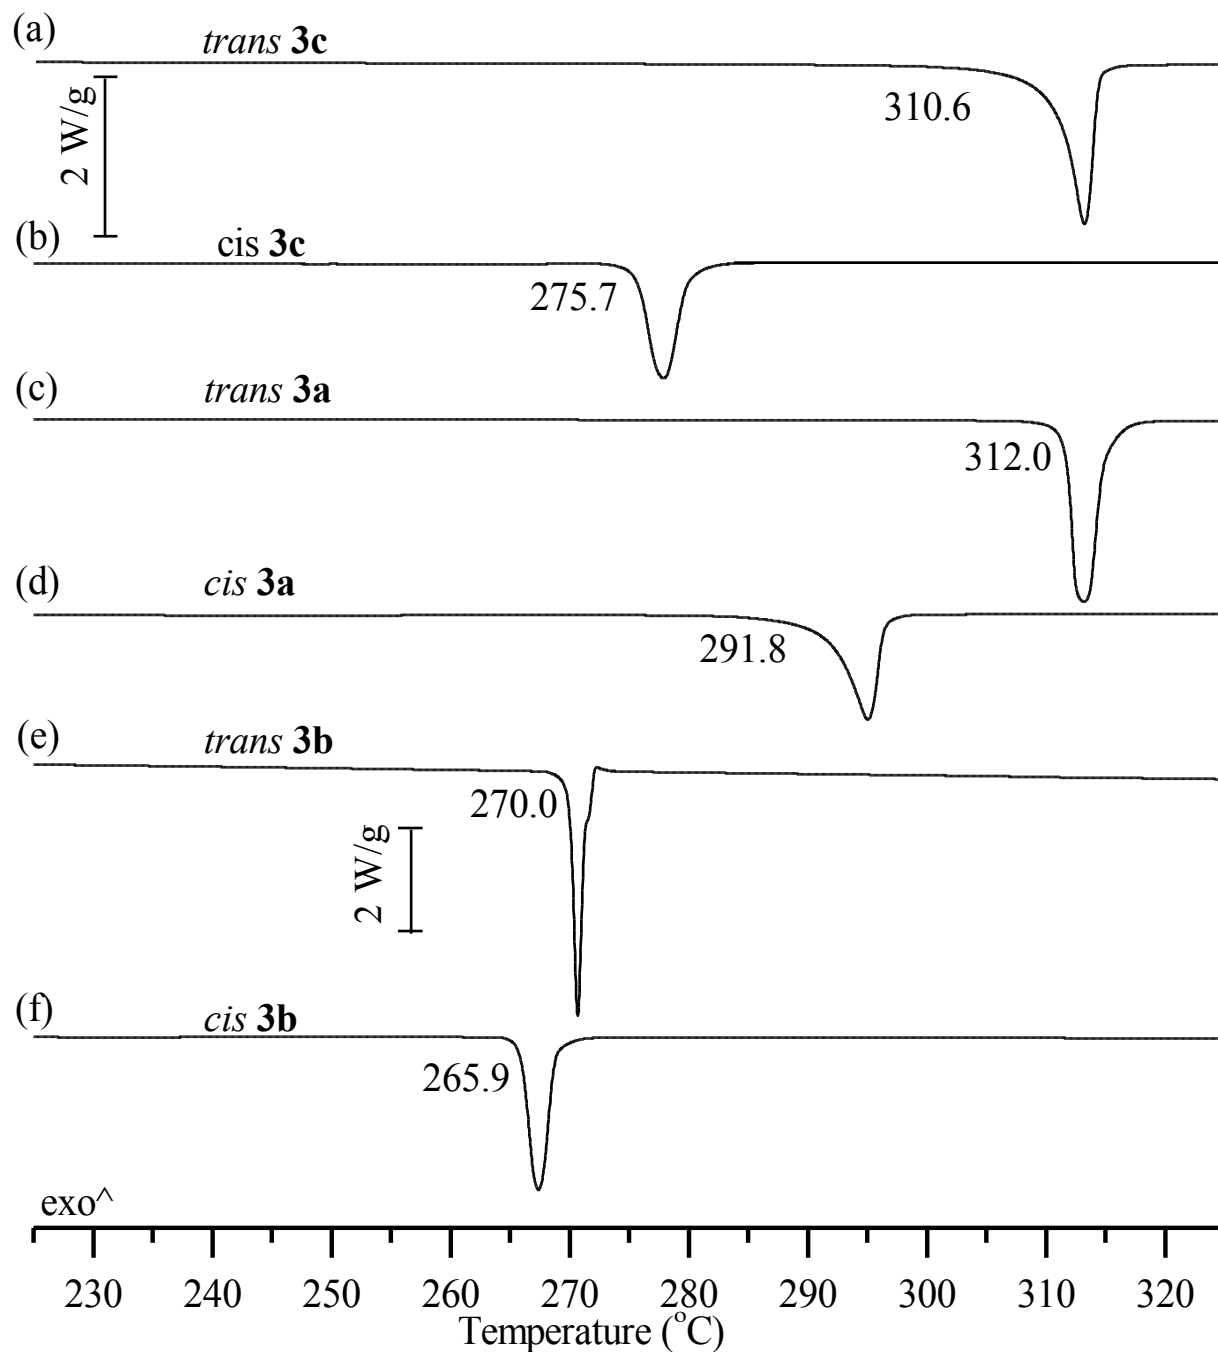 (a)
trans 3c
2 W/g
310.6
(b)
cis 3c
275.7
(c)
trans 3a
312.0
(d)
cis 3a
291.8
(e)
trans 3b
270.0
2 W/g
(f)
cis 3b
265.9
exo^
230 240 250 260 270 280 290 300 310 320
Temperature (°C)